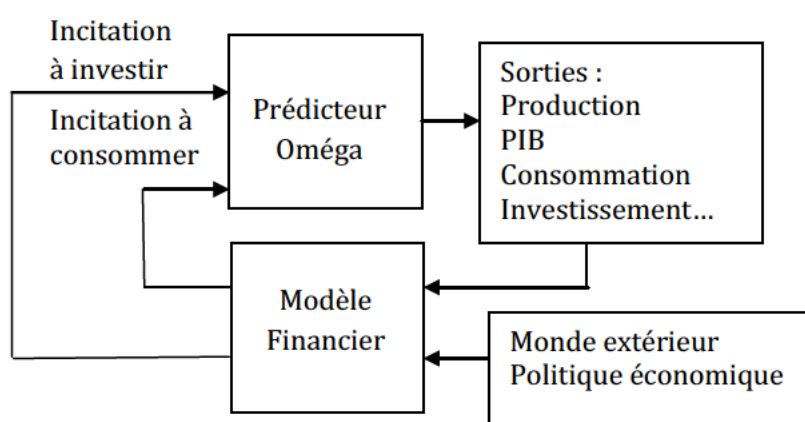 Incitation
à investir
Incitation à
consommer
Prédicteur
Oméga
Sorties :
Production
PIB
Consommation
Investissement…
Modèle
Financier
Monde extérieur
Politique économique